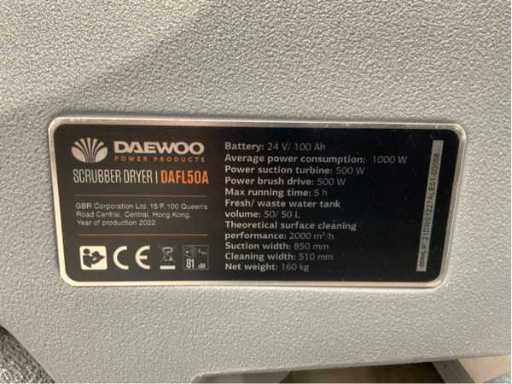 DAEWOO
POWER PRODUCTS
SCRUBBER DRYER | DAFL50A
GBR Corporation Ltd, 15/F, 100 Queen's
Road Central, Central, Hong Kong.
Year of production 2022
CE
81 dB
Battery: 24 V/ 100 Ah
Average power consumption: 1000 W
Power suction turbine: 500 W
Power brush drive: 500 W
Max running time: 5 h
Fresh/ waste water tank
volume: 50/ 50 L
Theoretical surface cleaning
performance: 2000 m²/h
Suction width: 850 mm
Cleaning width: 510 mm
Net weight: 160 kg